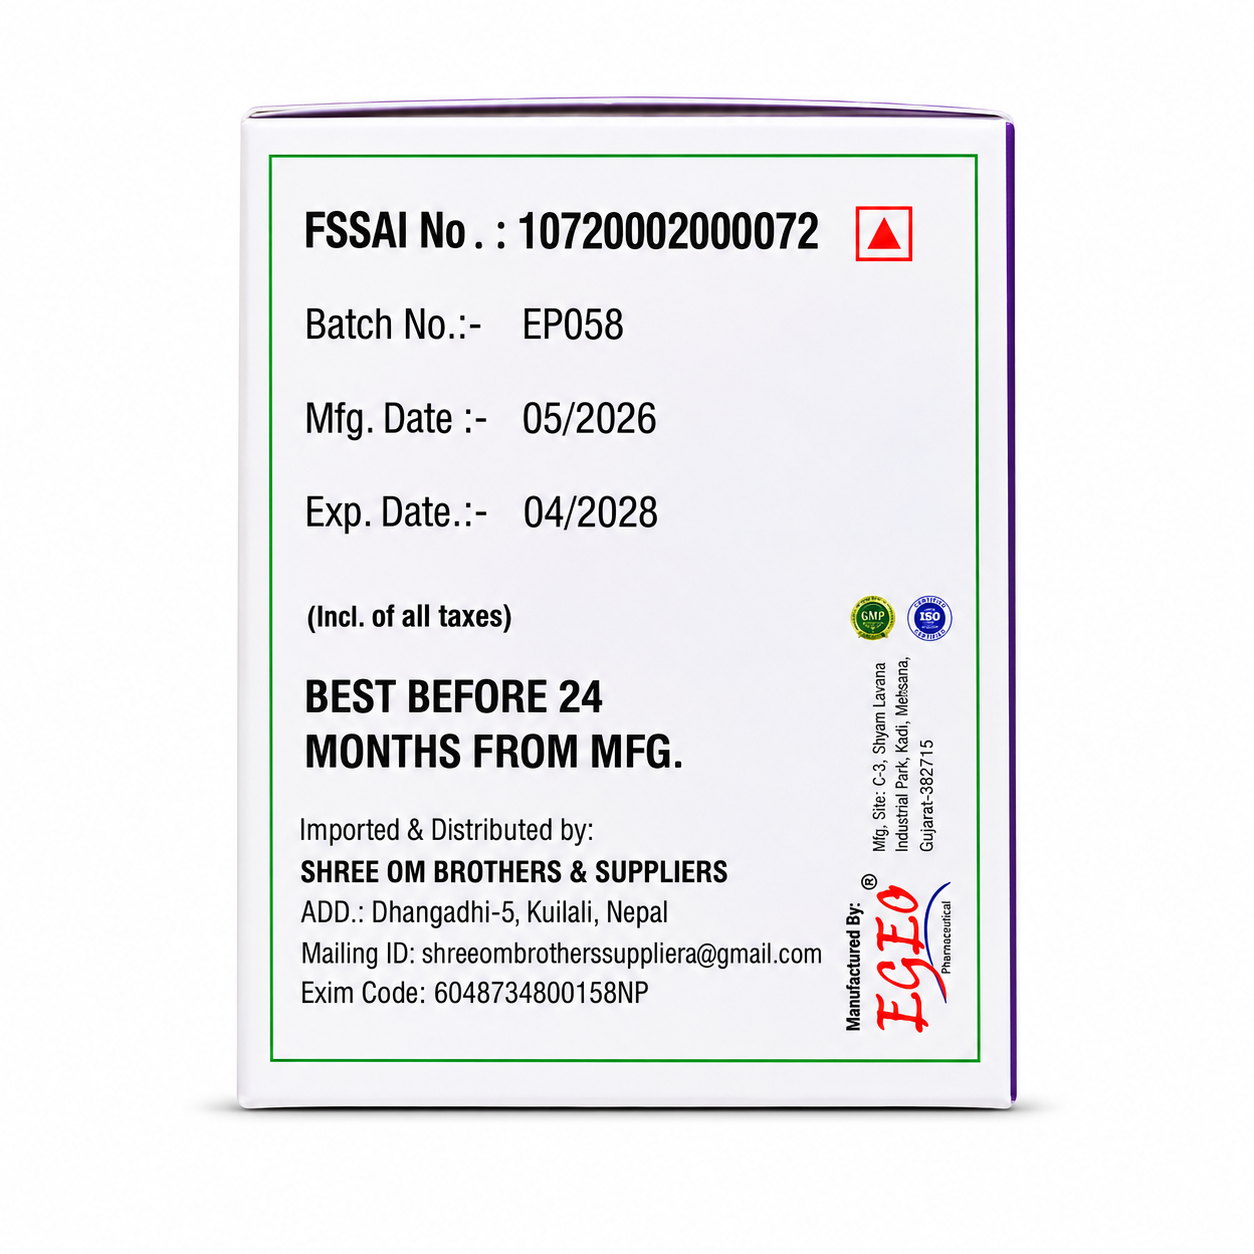 FSSAI No. : 10720002000072
Batch No.:- EP058
Mfg. Date :- 05/2026
Exp. Date.:- 04/2028
(Incl. of all taxes)
BEST BEFORE 24
MONTHS FROM MFG.
Imported & Distributed by:
SHREE OM BROTHERS & SUPPLIERS
ADD.: Dhangadhi-5, Kuilali, Nepal
Mailing ID: shreeombrotherssuppliera@gmail.com
Exim Code: 6048734800158NP
GMP
CERTIFIED
ISO
CERTIFIED
Manufactured By:
EGEO®
Pharmaceutical
Mfg, Site: C-3, Shyam Lavana
Industrial Park, Kadi, Mehsana,
Gujarat-382715